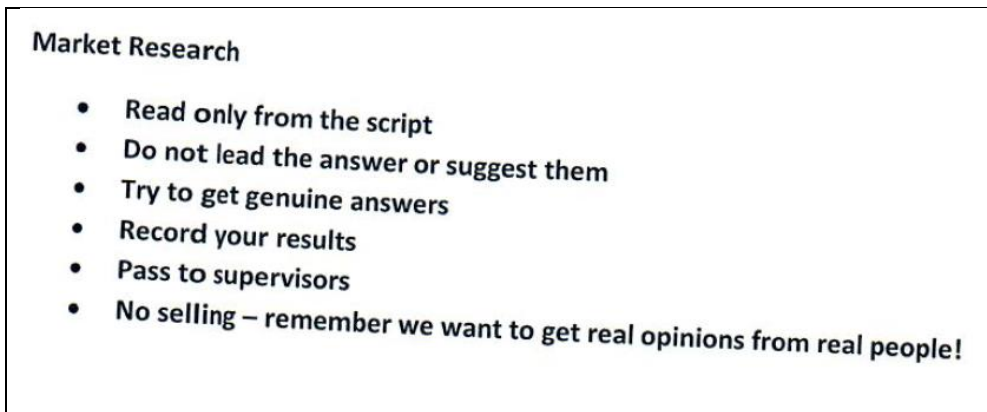 Market Research
• Read only from the script
• Do not lead the answer or suggest them
• Try to get genuine answers
• Record your results
• Pass to supervisors
• No selling – remember we want to get real opinions from real people!